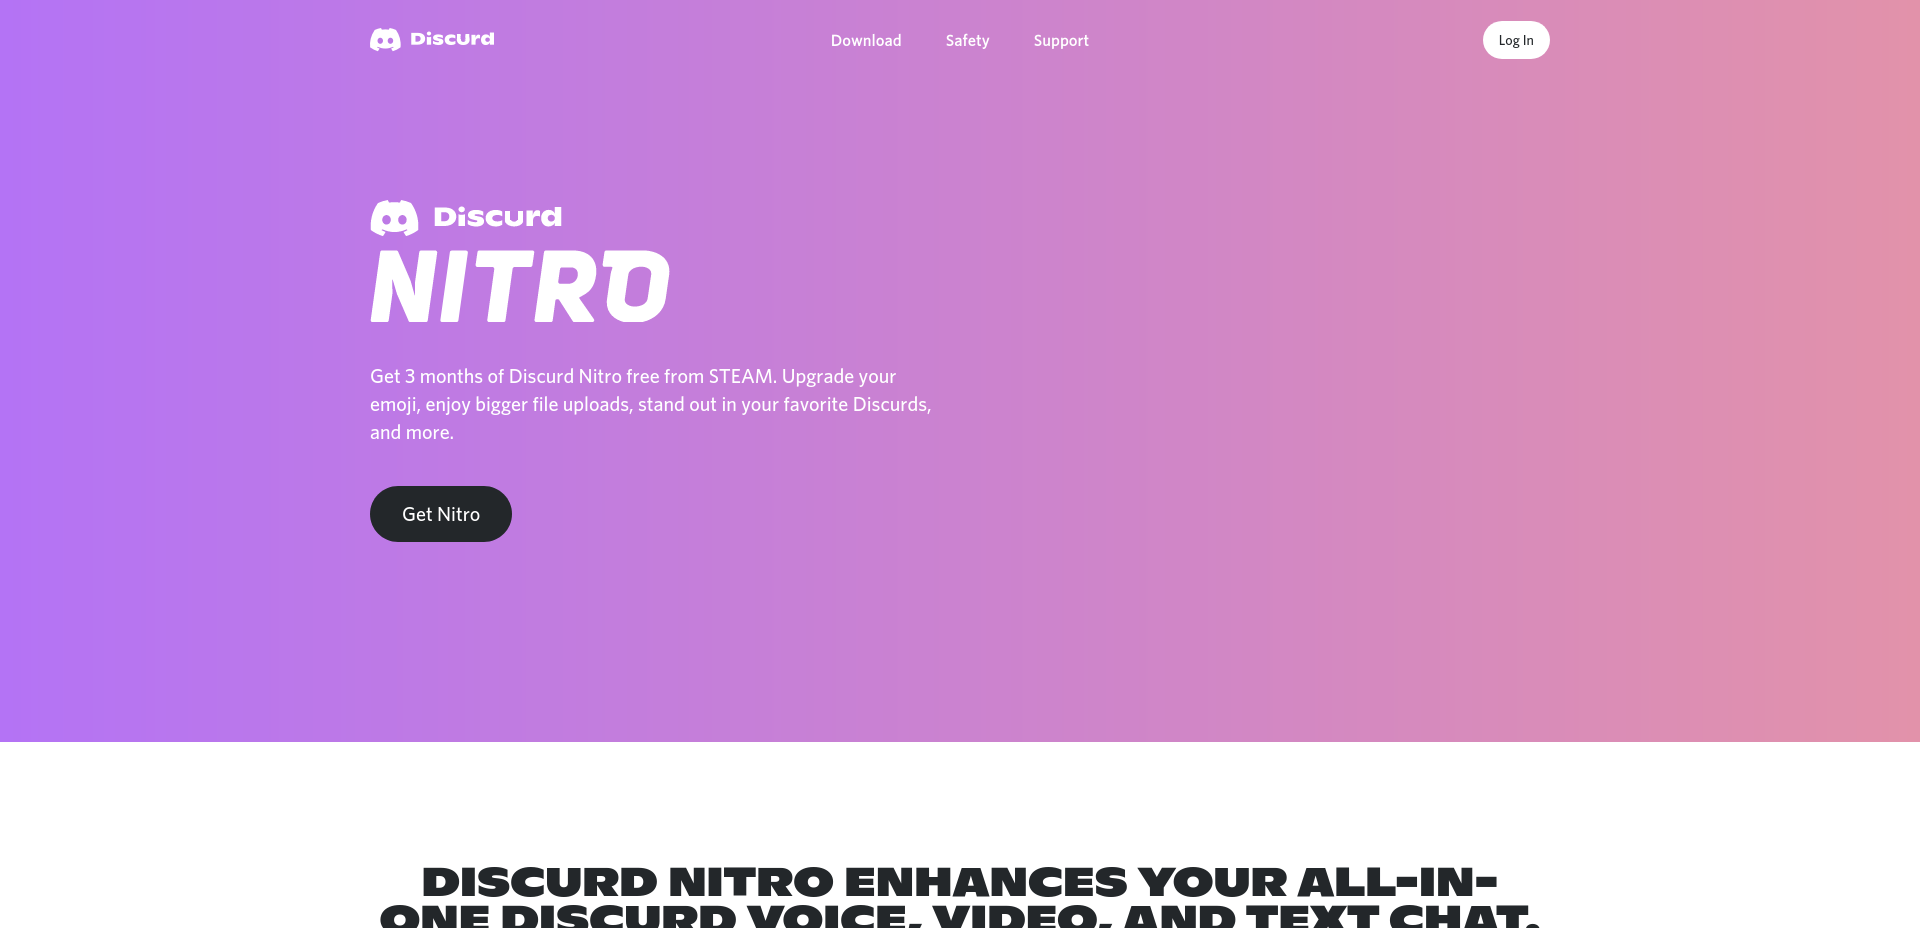 Discurd
Download
Safety
Support
Log In
Discurd
NITRO
Get 3 months of Discurd Nitro free from STEAM. Upgrade your
emoji, enjoy bigger file uploads, stand out in your favorite Discurds,
and more.
Get Nitro
DISCURD NITRO ENHANCES YOUR ALL-IN-
ONE DISCURD VOICE, VIDEO, AND TEXT CHAT.